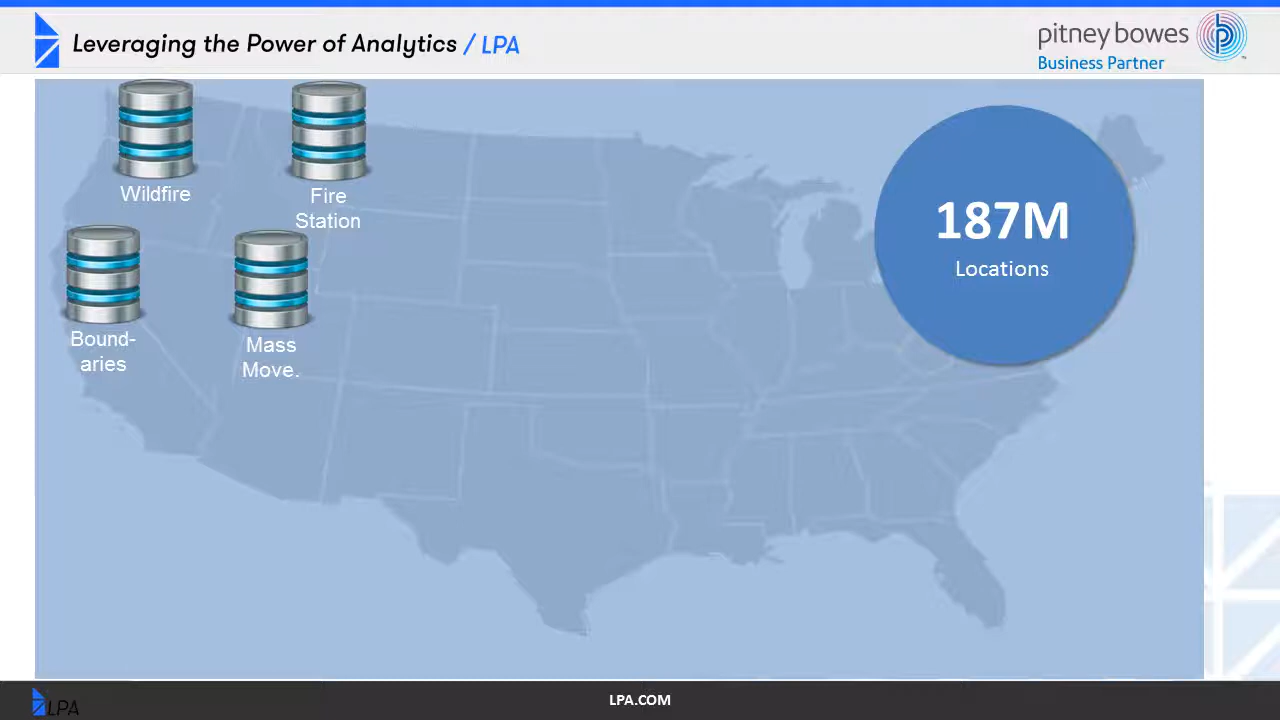 Leveraging the Power of Analytics / LPA
pitney bowes
Business Partner
Wildfire
Fire
Station
187M
Locations
Bound-
aries
Mass
Move.
LPA
LPA.COM